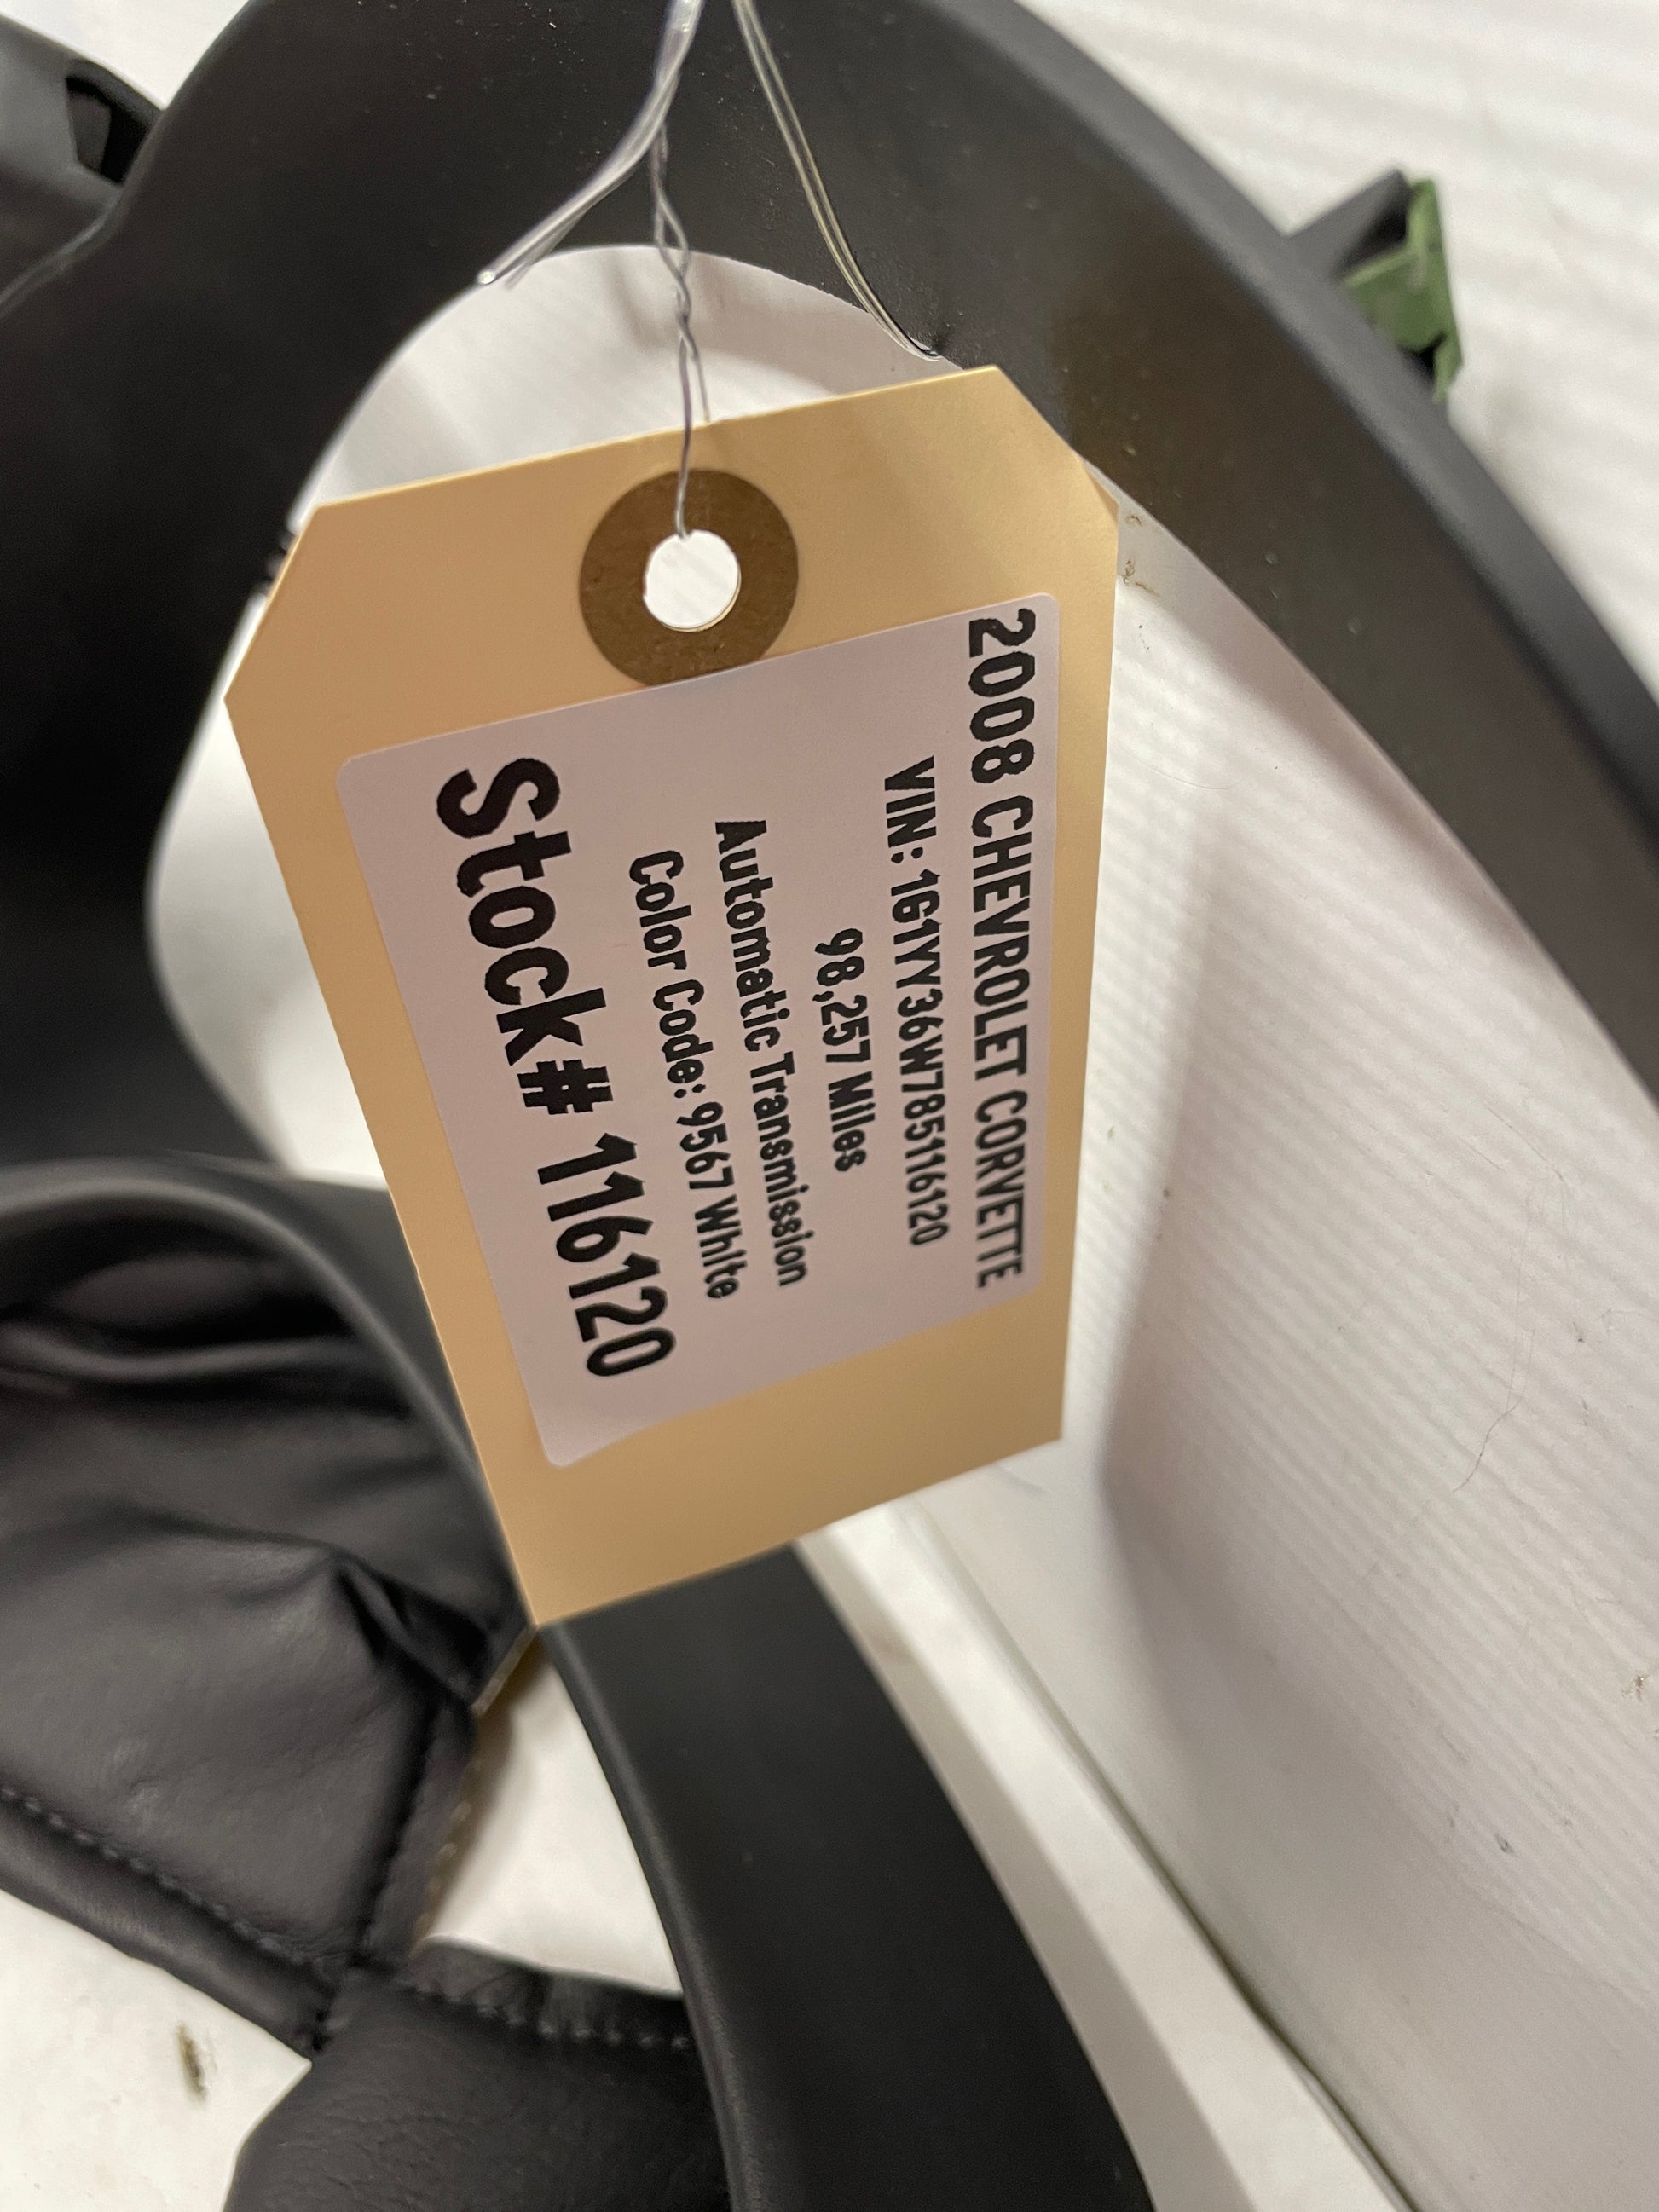 2008 CHEVROLET CORVETTE
VIN: 1G1YY36W785116120
98,257 Miles
Automatic Transmission
Color Code: 9567 White
Stock# 116120